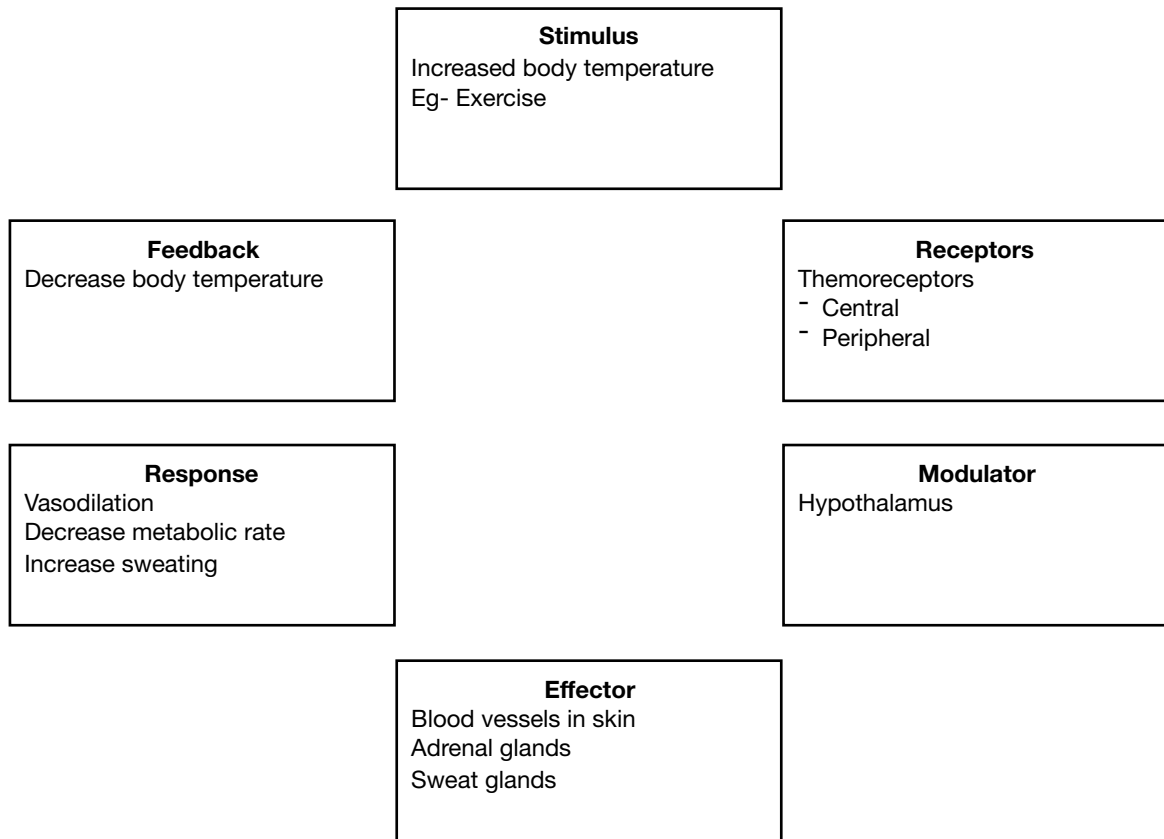 Stimulus
Increased body temperature
Eg- Exercise
Feedback
Decrease body temperature
Receptors
Themoreceptors
- Central
- Peripheral
Response
Vasodilation
Decrease metabolic rate
Increase sweating
Modulator
Hypothalamus
Effector
Blood vessels in skin
Adrenal glands
Sweat glands